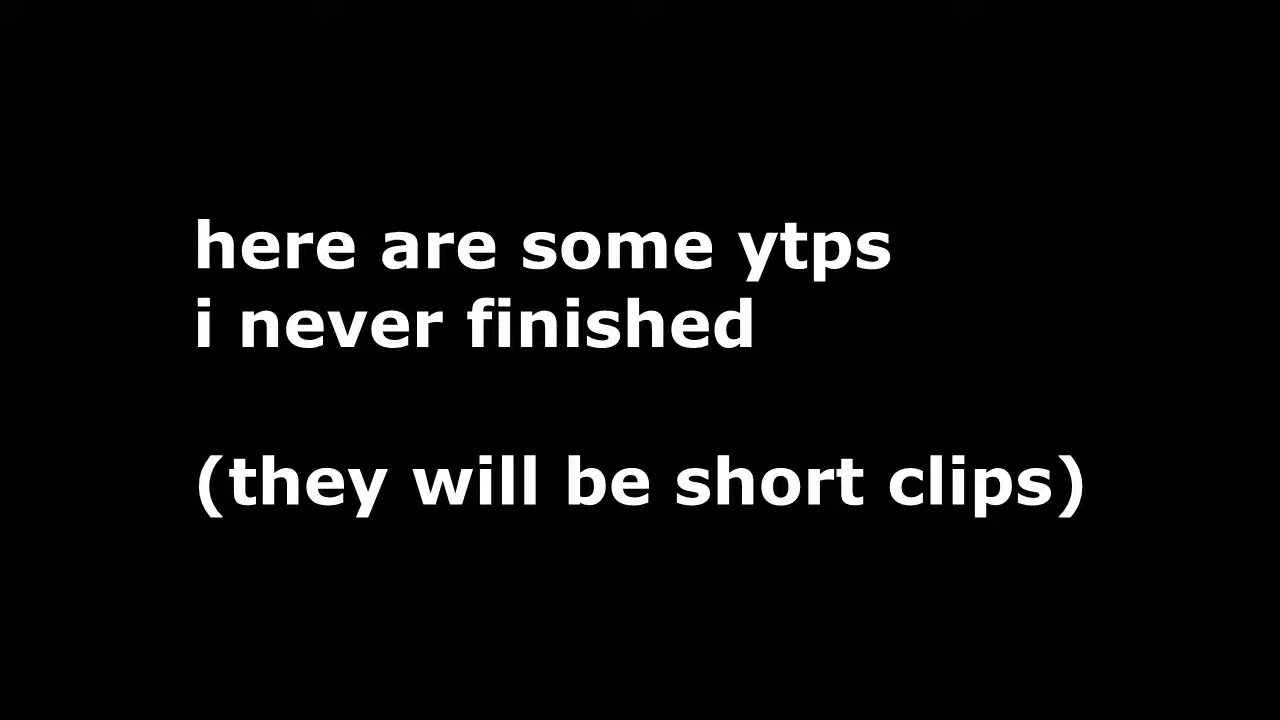 here are some ytps
i never finished
(they will be short clips)